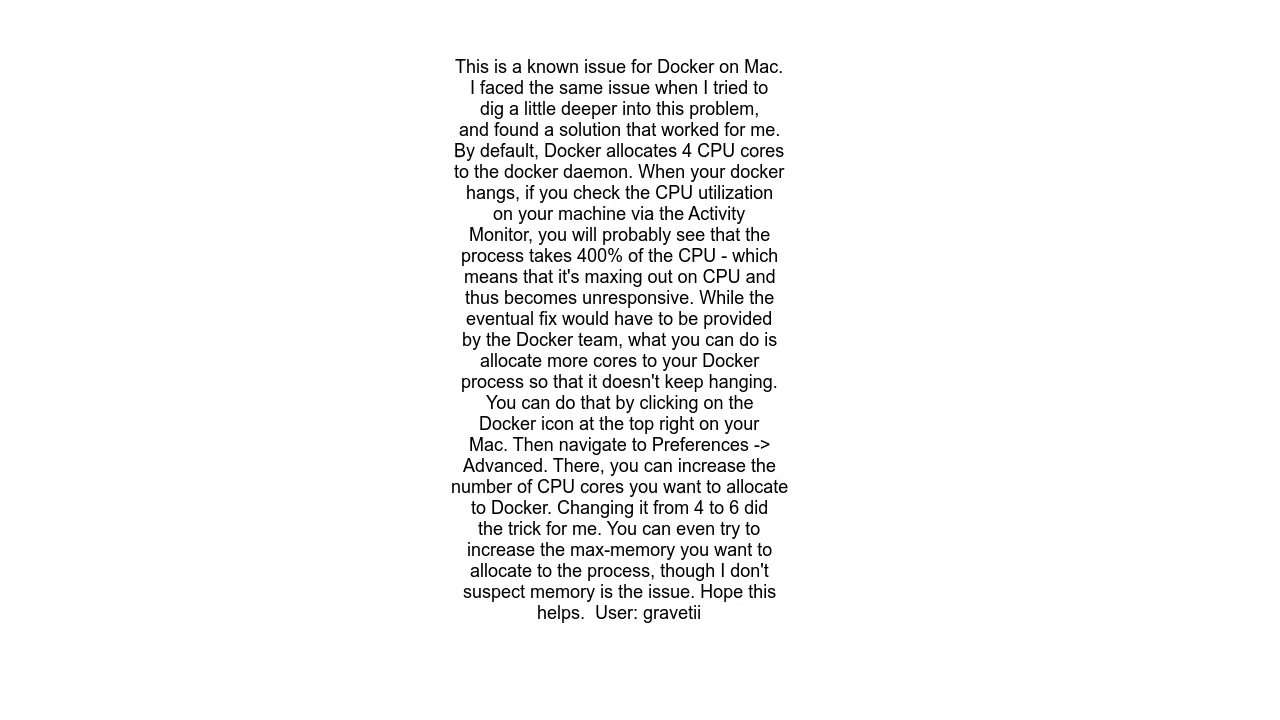 This is a known issue for Docker on Mac.
I faced the same issue when I tried to
dig a little deeper into this problem,
and found a solution that worked for me.
By default, Docker allocates 4 CPU cores
to the docker daemon. When your docker
hangs, if you check the CPU utilization
on your machine via the Activity
Monitor, you will probably see that the
process takes 400% of the CPU - which
means that it's maxing out on CPU and
thus becomes unresponsive. While the
eventual fix would have to be provided
by the Docker team, what you can do is
allocate more cores to your Docker
process so that it doesn't keep hanging.
You can do that by clicking on the
Docker icon at the top right on your
Mac. Then navigate to Preferences ->
Advanced. There, you can increase the
number of CPU cores you want to allocate
to Docker. Changing it from 4 to 6 did
the trick for me. You can even try to
increase the max-memory you want to
allocate to the process, though I don't
suspect memory is the issue. Hope this
helps.  User: gravetii